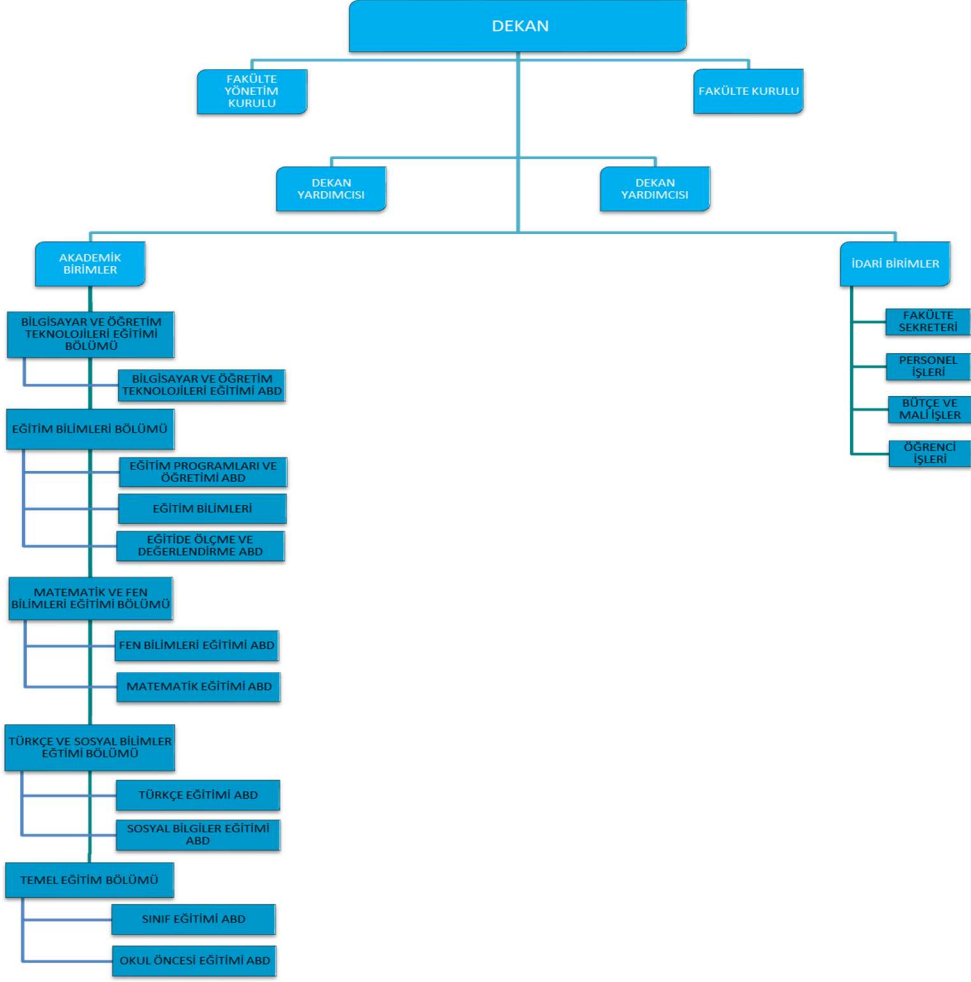 DEKAN
FAKÜLTE
YÖNETİM
KURULU
FAKÜLTE KURULU
DEKAN
YARDIMCISI
DEKAN
YARDIMCISI
AKADEMİK
BİRİMLER
BİLGİSAYAR VE ÖĞRETİM
TEKNOLOJİLERİ EĞİTİMİ
BÖLÜMÜ
BİLGİSAYAR VE ÖĞRETİM
TEKNOLOJİLERİ EĞİTİMİ ABD
EĞİTİM BİLİMLERİ BÖLÜMÜ
EĞİTİM PROGRAMLARI VE
ÖĞRETİMİ ABD
EĞİTİM BİLİMLERİ
EĞİTİDE ÖLÇME VE
DEĞERLENDİRME ABD
MATEMATİK VE FEN
BİLİMLERİ EĞİTİMİ BÖLÜMÜ
FEN BİLİMLERİ EĞİTİMİ ABD
MATEMATİK EĞİTİMİ ABD
TÜRKÇE VE SOSYAL BİLİMLER
EĞTİMİ BÖLÜMÜ
TÜRKÇE EĞİTİMİ ABD
SOSYAL BİLGİLER EĞİTİMİ
ABD
TEMEL EĞİTİM BÖLÜMÜ
SINIF EĞİTİMİ ABD
OKUL ÖNCESİ EĞİTİMİ ABD
İDARİ BİRİMLER
FAKÜLTE
SEKRETERİ
PERSONEL
İŞLERİ
BÜTÇE VE
MALİ İŞLER
ÖĞRENCİ
İŞLERİ